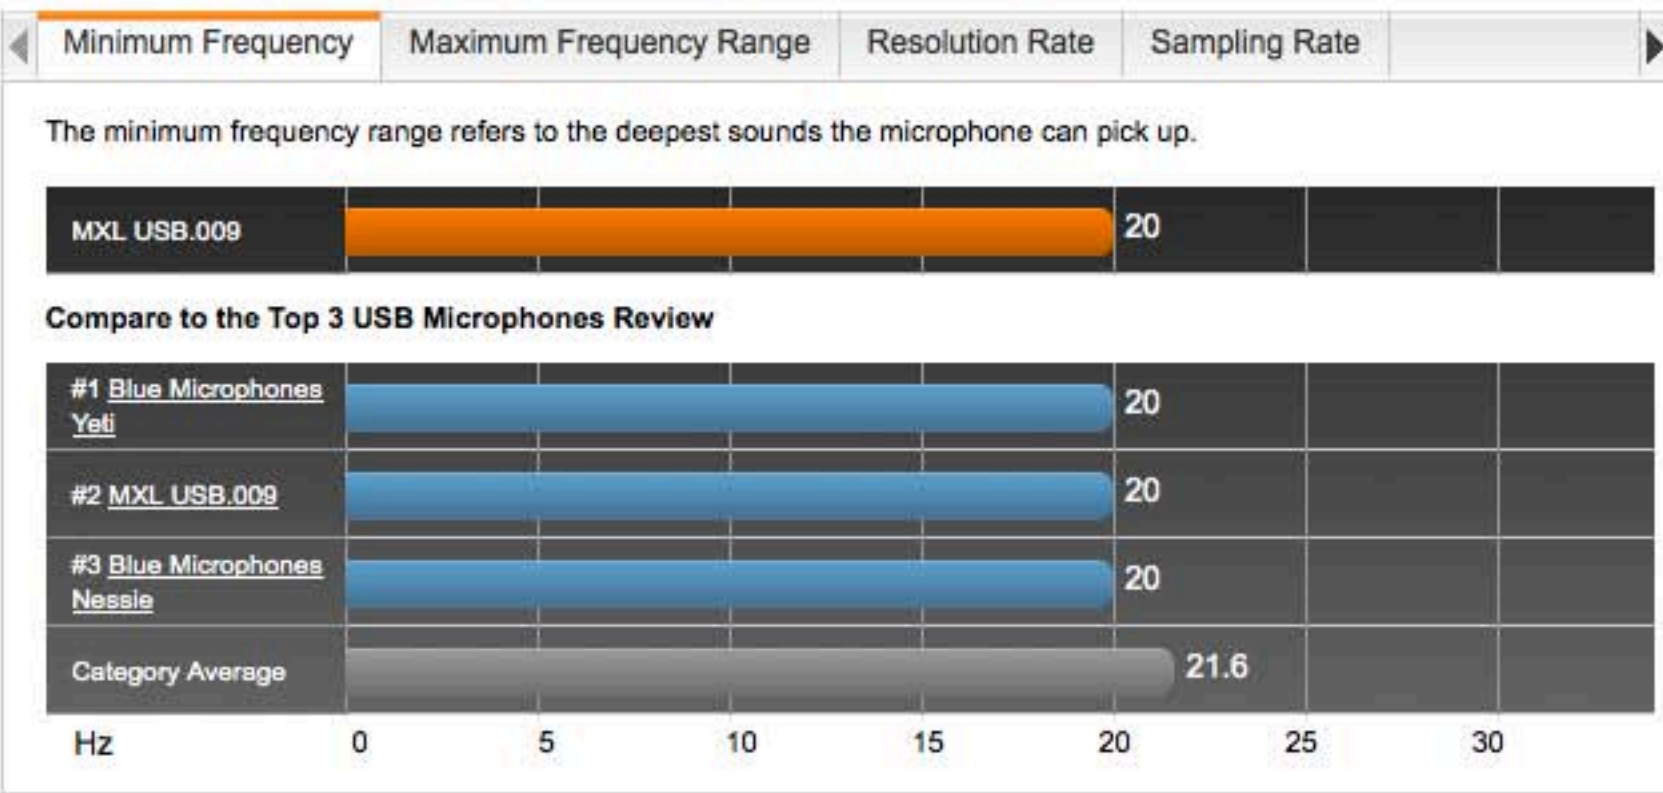 Minimum Frequency Maximum Frequency Range Resolution Rate Sampling Rate
The minimum frequency range refers to the deepest sounds the microphone can pick up.
MXL USB.009 20
Compare to the Top 3 USB Microphones Review
#1 Blue Microphones
Yeti 20
#2 MXL USB.009 20
#3 Blue Microphones
Nessie 20
Category Average 21.6
Hz 0 5 10 15 20 25 30